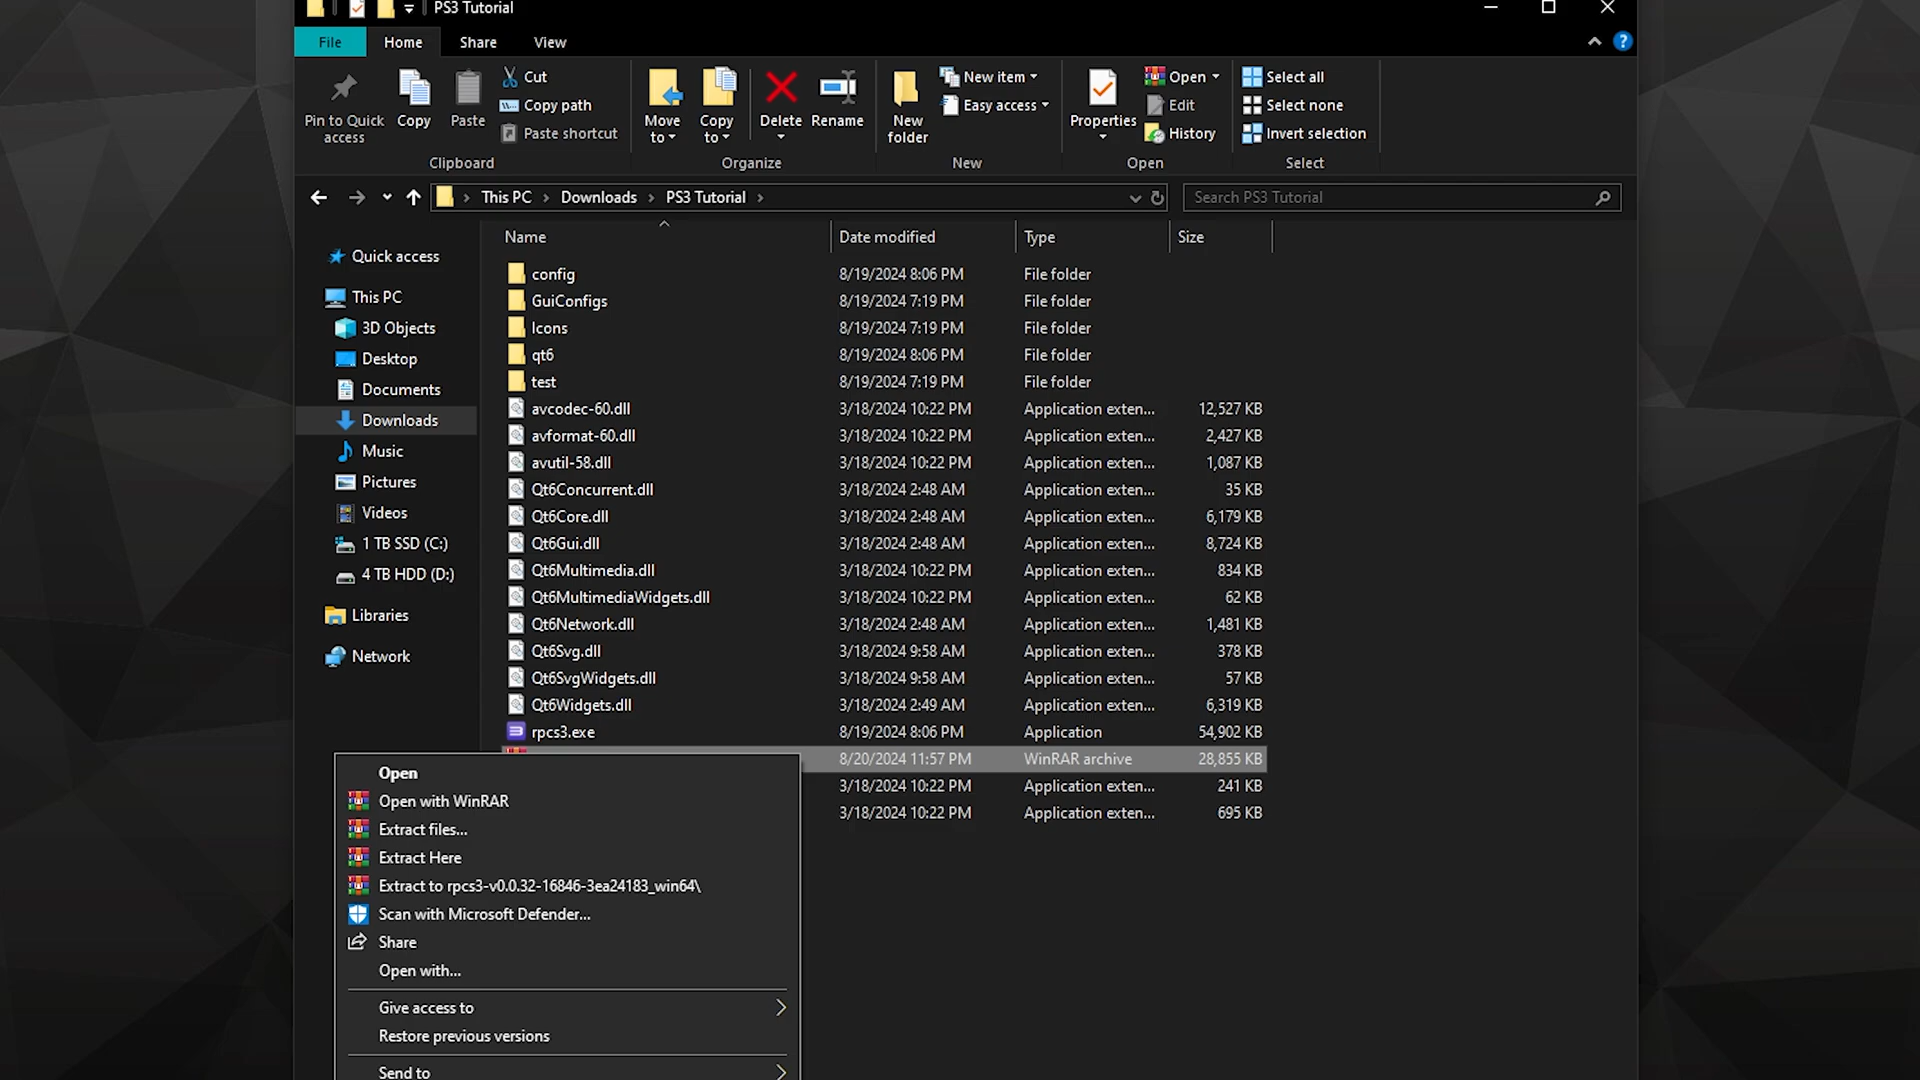 PS3 Tutorial
File Home Share View
Pin to Quick access
Copy
Paste
Cut
Copy path
Paste shortcut
Clipboard
Move to
Copy to
Delete
Rename
Organize
New folder
New item
Easy access
New
Properties
Open
Edit
History
Open
Select all
Select none
Invert selection
Select
This PC Downloads PS3 Tutorial
Search PS3 Tutorial
Quick access
This PC
3D Objects
Desktop
Documents
Downloads
Music
Pictures
Videos
1 TB SSD (C:)
4 TB HDD (D:)
Libraries
Network
Name Date modified Type Size
config 8/19/2024 8:06 PM File folder
GuiConfigs 8/19/2024 7:19 PM File folder
Icons 8/19/2024 7:19 PM File folder
qt6 8/19/2024 8:06 PM File folder
test 8/19/2024 7:19 PM File folder
avcodec-60.dll 3/18/2024 10:22 PM Application exten... 12,527 KB
avformat-60.dll 3/18/2024 10:22 PM Application exten... 2,427 KB
avutil-58.dll 3/18/2024 10:22 PM Application exten... 1,087 KB
Qt6Concurrent.dll 3/18/2024 2:48 AM Application exten... 35 KB
Qt6Core.dll 3/18/2024 2:48 AM Application exten... 6,179 KB
Qt6Gui.dll 3/18/2024 2:48 AM Application exten... 8,724 KB
Qt6Multimedia.dll 3/18/2024 10:22 PM Application exten... 834 KB
Qt6MultimediaWidgets.dll 3/18/2024 10:22 PM Application exten... 62 KB
Qt6Network.dll 3/18/2024 2:48 AM Application exten... 1,481 KB
Qt6Svg.dll 3/18/2024 9:58 AM Application exten... 378 KB
Qt6SvgWidgets.dll 3/18/2024 9:58 AM Application exten... 57 KB
Qt6Widgets.dll 3/18/2024 2:49 AM Application exten... 6,319 KB
rpcs3.exe 8/19/2024 8:06 PM Application 54,902 KB
8/20/2024 11:57 PM WinRAR archive 28,855 KB
3/18/2024 10:22 PM Application exten... 241 KB
3/18/2024 10:22 PM Application exten... 695 KB
Open
Open with WinRAR
Extract files...
Extract Here
Extract to rpcs3-v0.0.32-16846-3ea24183_win64\
Scan with Microsoft Defender...
Share
Open with...
Give access to
Restore previous versions
Send to